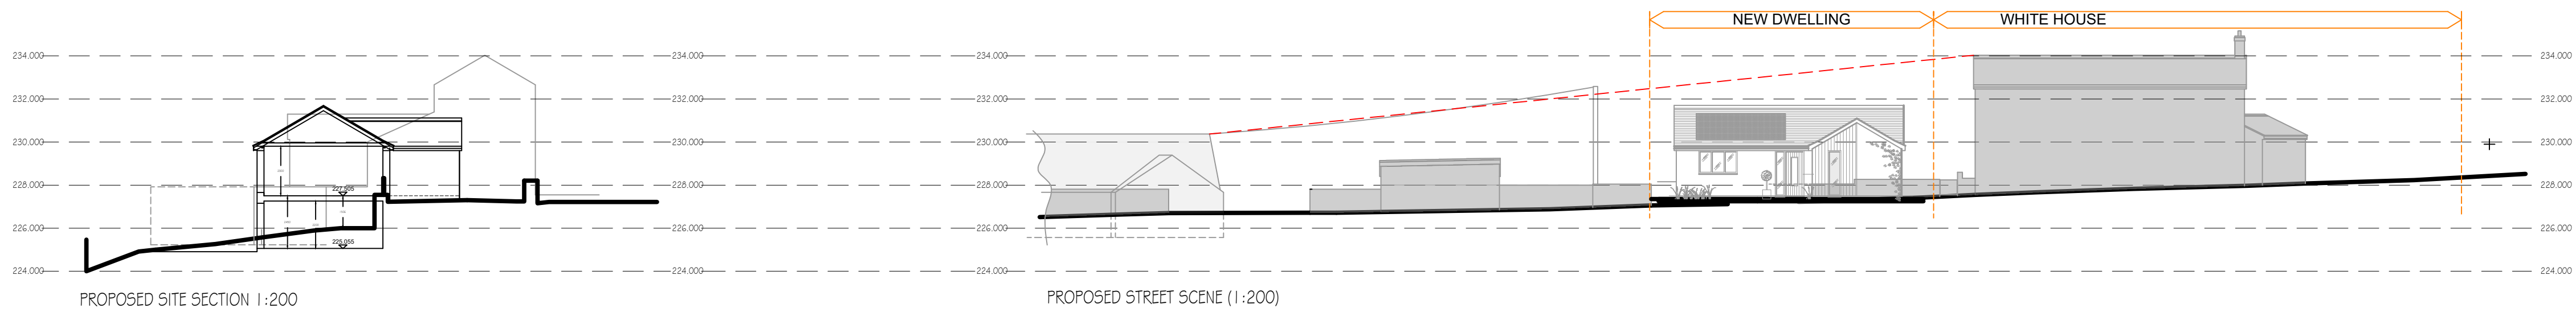 NEW DWELLING WHITE HOUSE
234.000 234.000 234.000 234.000
232.000 232.000 232.000 232.000
230.000 230.000 230.000 230.000
228.000 227.505 228.000 228.000 228.000
226.000 226.000 226.000 226.000
225.055
224.000 224.000 224.000 224.000
PROPOSED SITE SECTION 1:200
PROPOSED STREET SCENE (1:200)